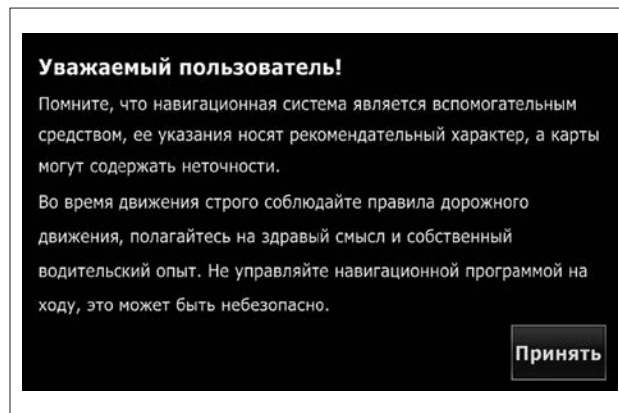 Уважаемый пользователь!
Помните, что навигационная система является вспомогательным
средством, ее указания носят рекомендательный характер, а карты
могут содержать неточности.
Во время движения строго соблюдайте правила дорожного
движения, полагайтесь на здравый смысл и собственный
водительский опыт. Не управляйте навигационной программой на
ходу, это может быть небезопасно.
Принять